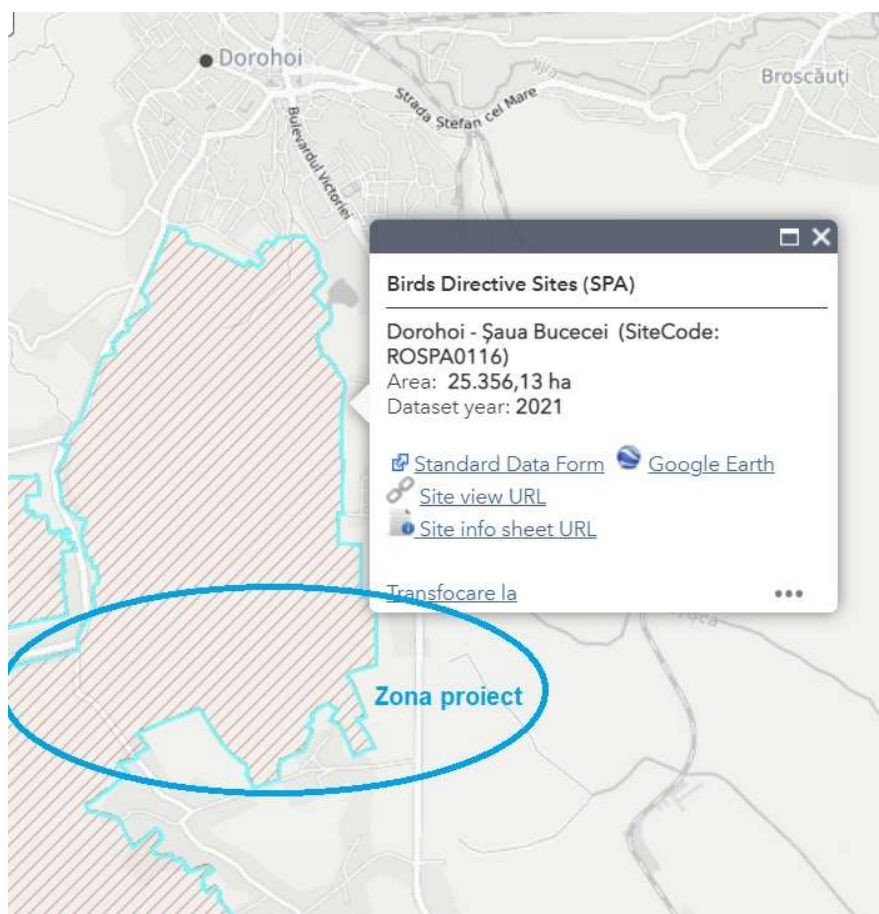 Dorohoi
Broscăuți
Strada Ștefan cel Mare
Bulevardul Victoriei
Birds Directive Sites (SPA)
Dorohoi - Șaua Bucecei (SiteCode:
ROSPA0116)
Area: 25.356,13 ha
Dataset year: 2021
Standard Data Form Google Earth
Site view URL
Site info sheet URL
Transfocare la
Zona proiect